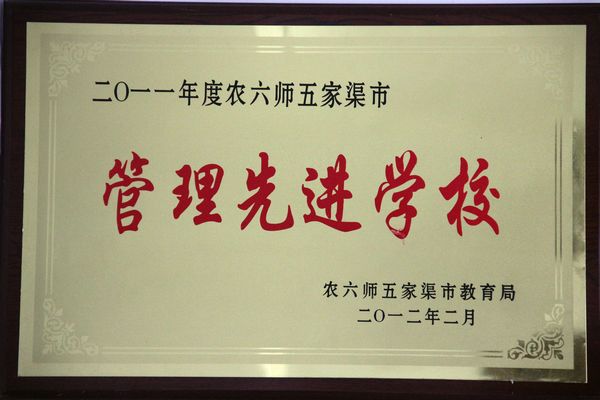 二〇一一年度农六师五家渠市
管理先进学校
农六师五家渠市教育局
二〇一二年二月